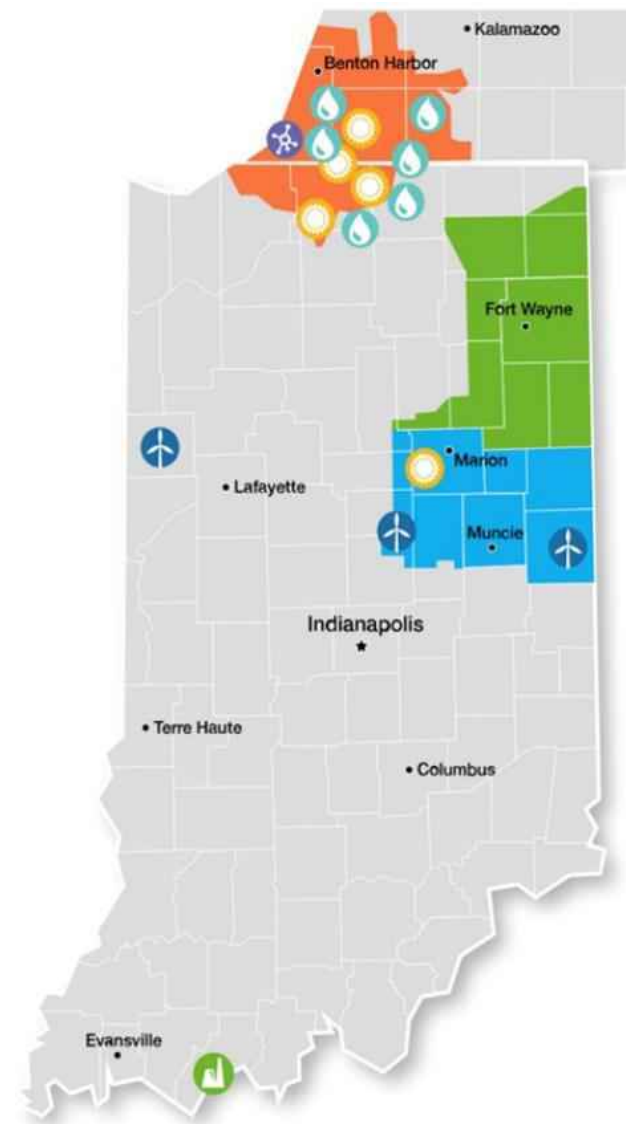 Kalamazoo
Benton Harbor
Fort Wayne
Marion
Lafayette
Muncie
Indianapolis
Terre Haute
Columbus
Evansville